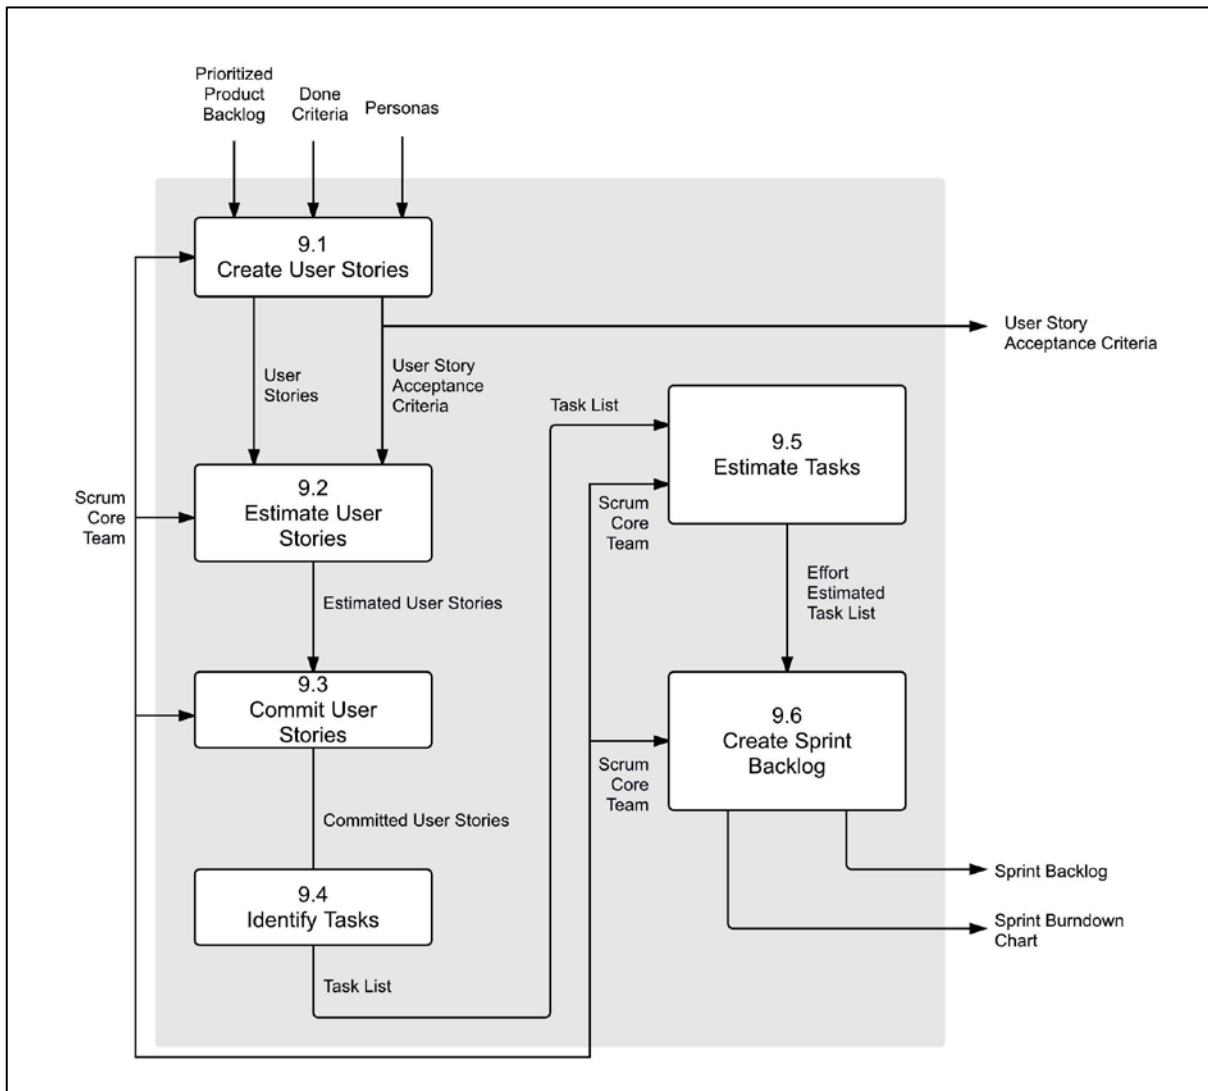 Prioritized
Product
Backlog
Done
Criteria
Personas
9.1
Create User Stories
User Story
Acceptance Criteria
User
Stories
User Story
Acceptance
Criteria
Task List
9.5
Estimate Tasks
9.2
Estimate User
Stories
Scrum
Core
Team
Scrum
Core
Team
Effort
Estimated
Task List
Estimated User Stories
9.3
Commit User
Stories
9.6
Create Sprint
Backlog
Scrum
Core
Team
Committed User Stories
9.4
Identify Tasks
Sprint Backlog
Sprint Burndown
Chart
Task List